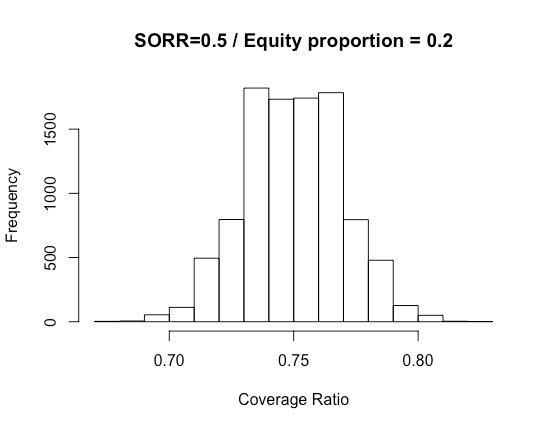 SORR=0.5 / Equity proportion = 0.2
Frequency
1500
1000
500
0
0.70 0.75 0.80
Coverage Ratio